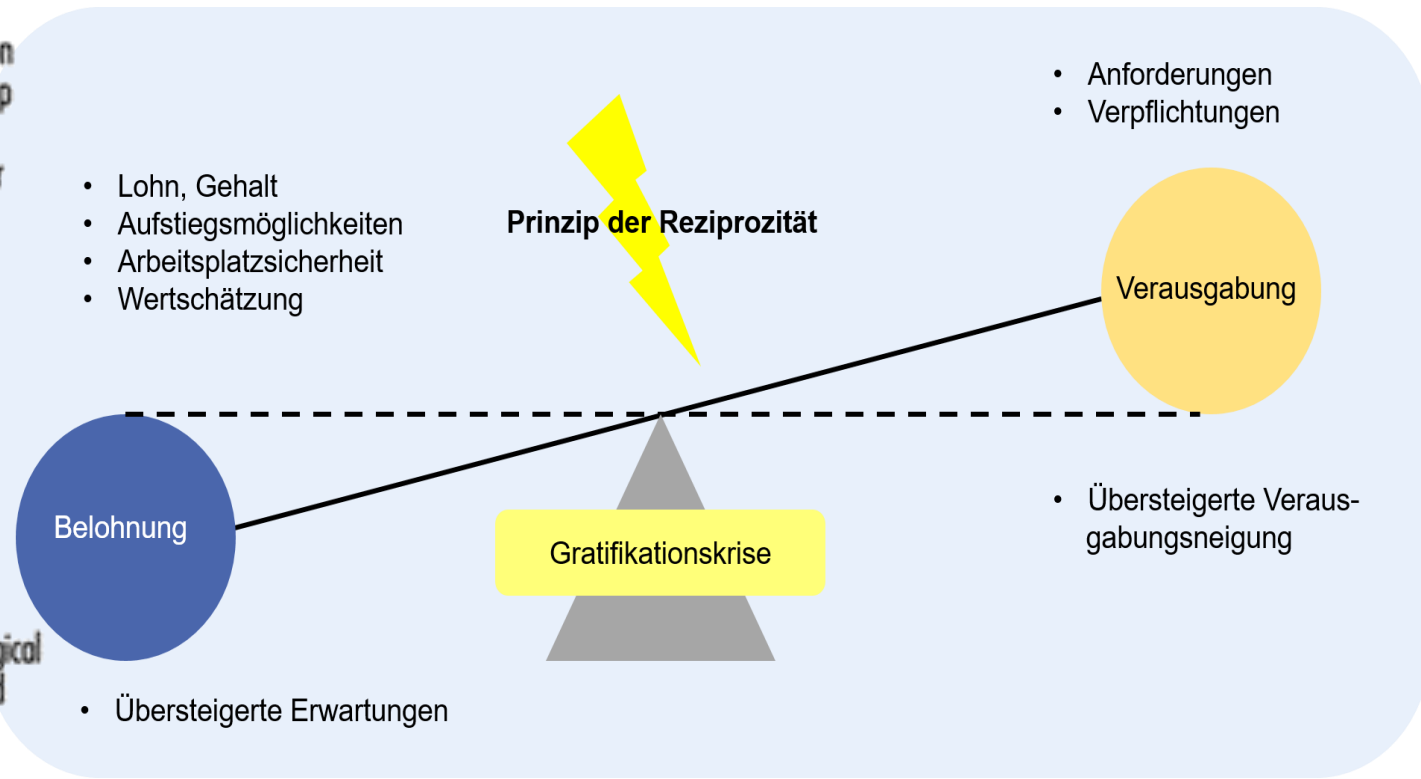 • Anforderungen
• Verpflichtungen
• Lohn, Gehalt
• Aufstiegsmöglichkeiten
• Arbeitsplatzsicherheit
• Wertschätzung
Prinzip der Reziprozität
Verausgabung
Belohnung
Gratifikationskrise
• Übersteigerte Veraus-
gabungsneigung
• Übersteigerte Erwartungen